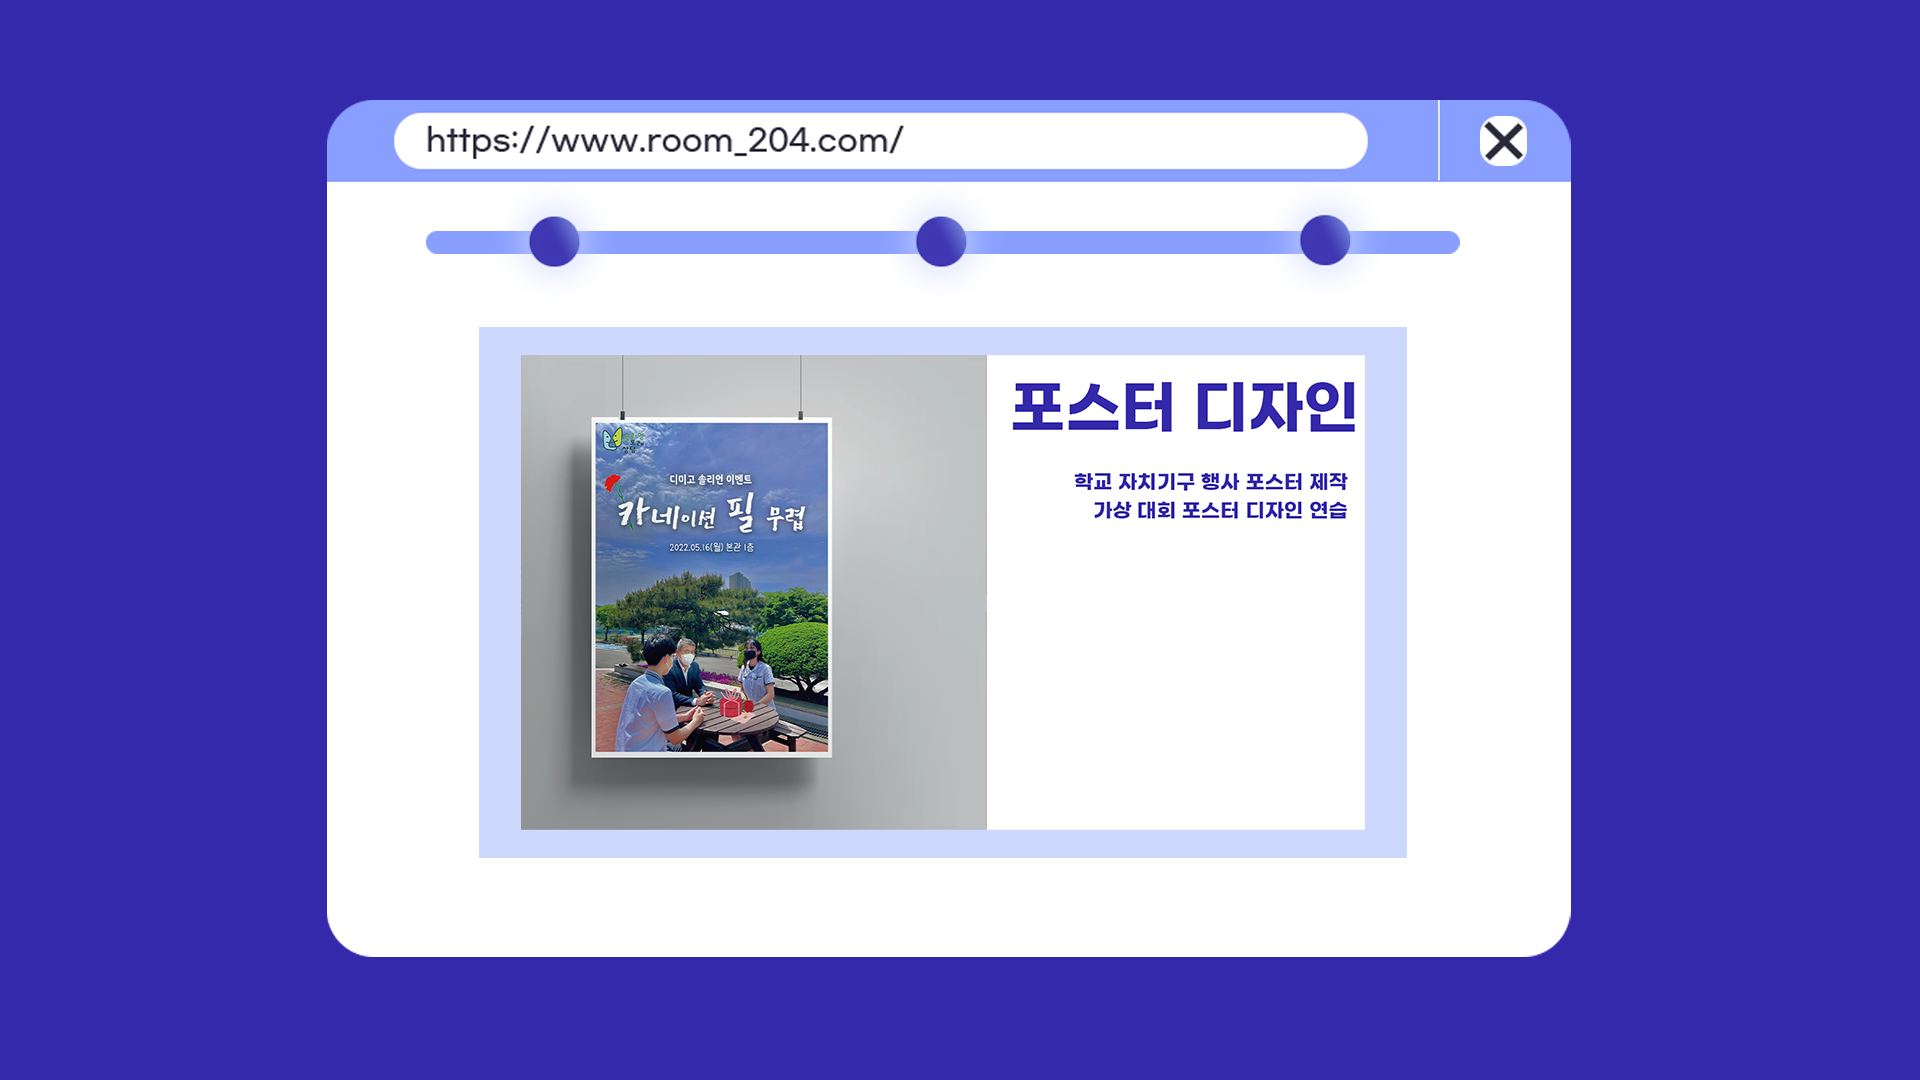 https://www.room_204.com/
포스터 디자인
학교 자치기구 행사 포스터 제작
가상 대회 포스터 디자인 연습
디미고 솔리언 이벤트
카네이션 필 무렵
2022.05.16(월) 본관 1층